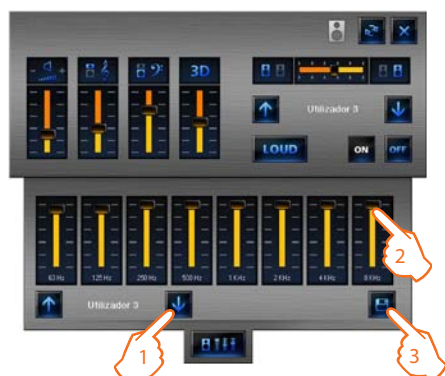 - +
3D
Utilizador 3
LOUD ON OFF
2
63 Hz 125 Hz 250 Hz 500 Hz 1 KHz 2 KHz 4 KHz 8 KHz
Utilizador 3
1
3